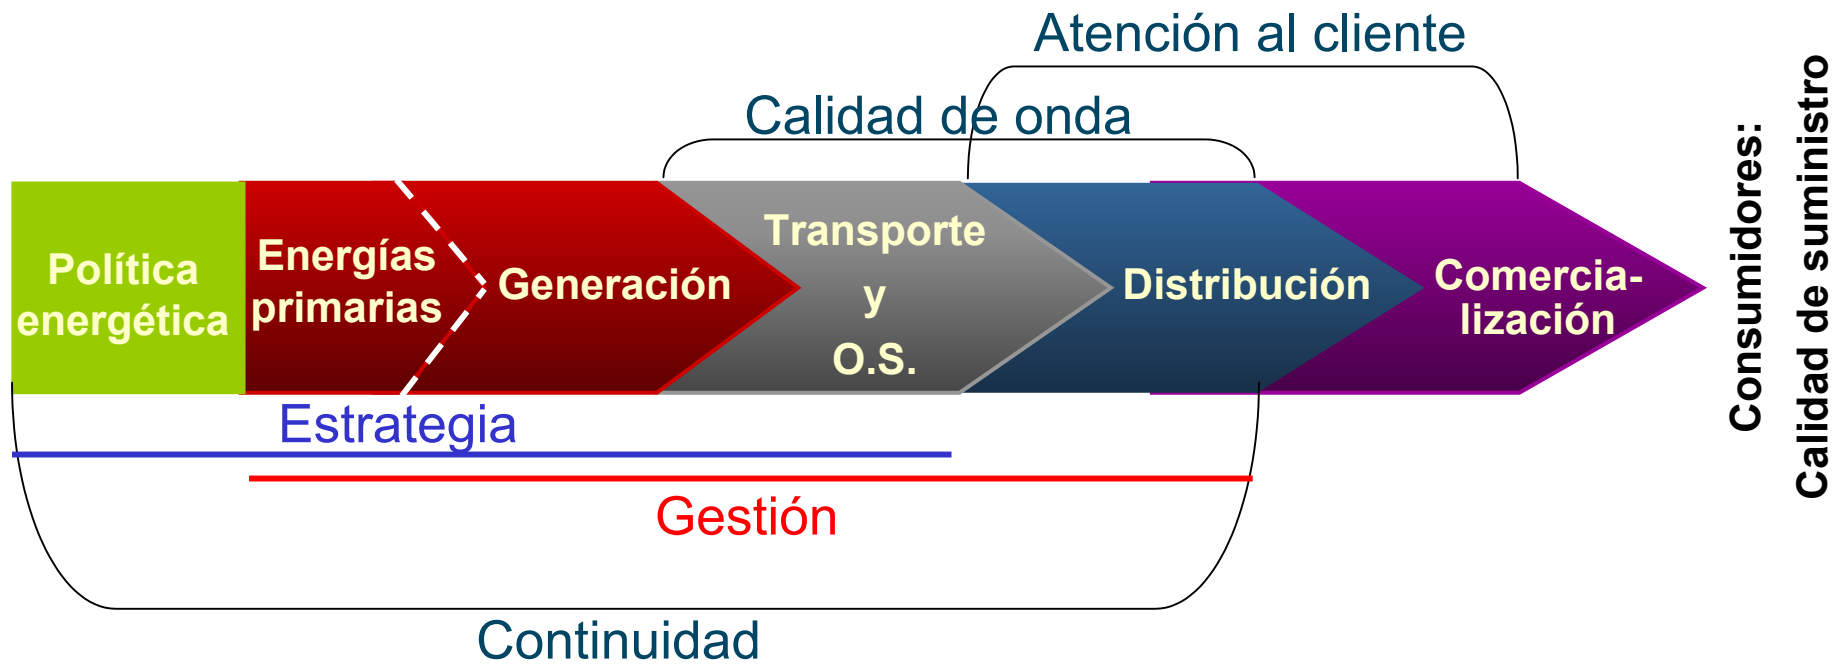 Atención al cliente
Calidad de onda
Política
energética
Energías
primarias
Generación
Transporte
y
O.S.
Distribución
Comercia-
lización
Consumidores:
Calidad de suministro
Estrategia
Gestión
Continuidad